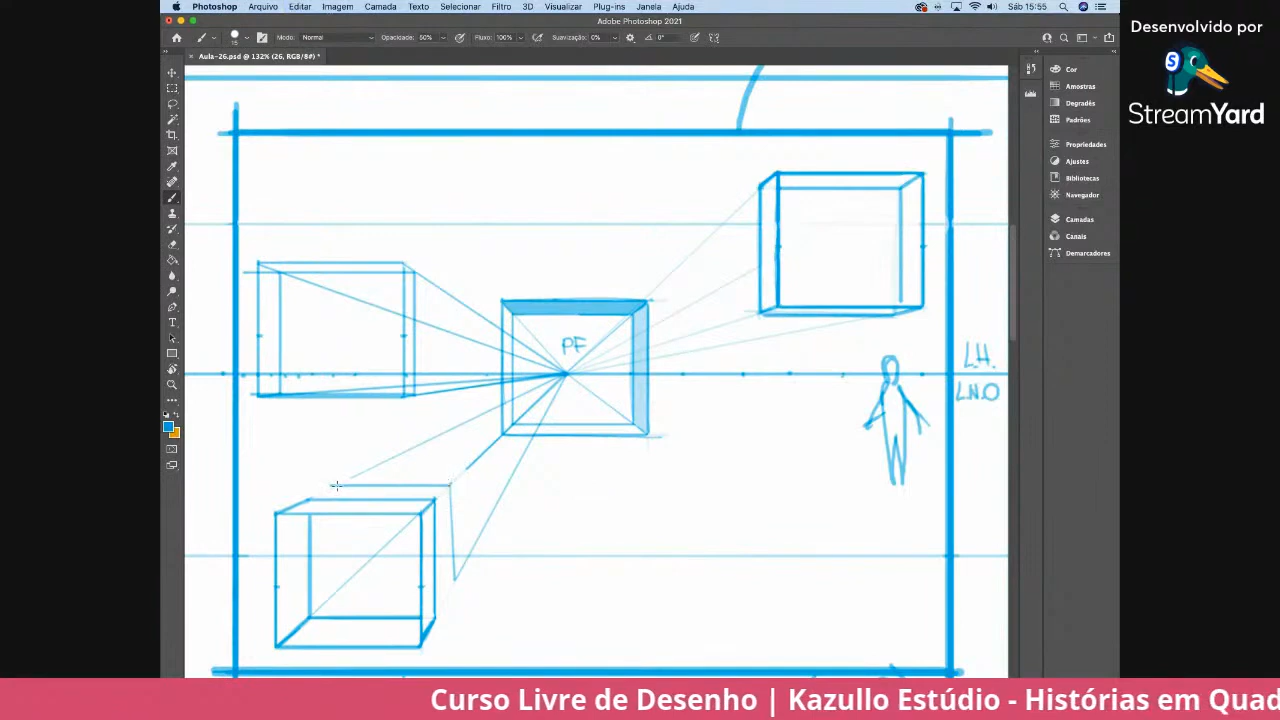 Photoshop Arquivo Editar Imagem Camada Texto Selecionar Filtro 3D Visualizar Plug-ins Janela Ajuda Sáb 15:55
Adobe Photoshop 2021
Modo: Normal Opacidade: 50% Fluxo: 100% Suavização: 0% 0°
Aula-26.psd @ 132% (26, RGB/8#) *
Desenvolvido por
StreamYard
Cor
Amostras
Degradês
Padrões
Propriedades
Ajustes
Bibliotecas
Navegador
Camadas
Canais
Demarcadores
PF
L.H.
L.N.O
Curso Livre de Desenho | Kazullo Estúdio - Histórias em Quad